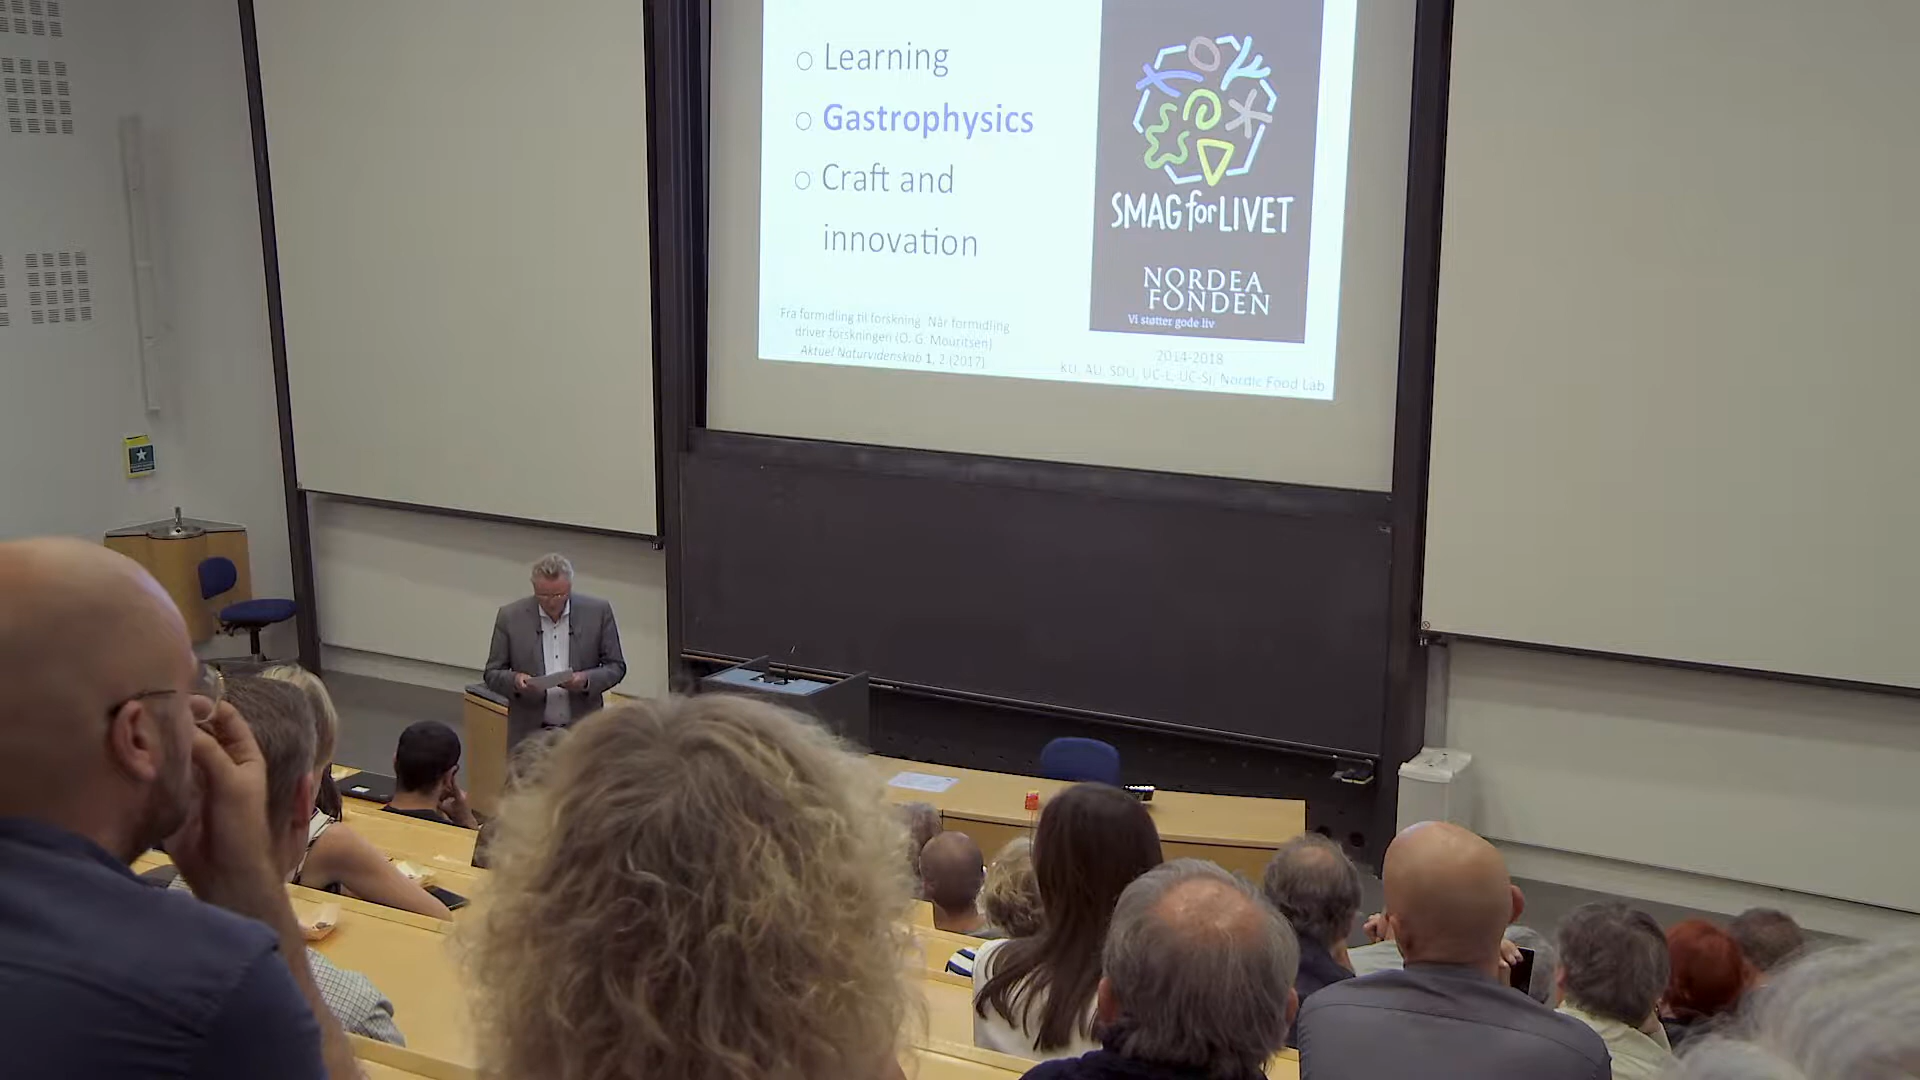 Learning
Gastrophysics
Craft and
innovation
Fra formidling til forskning. Når formidling
driver forskningen (O. G. Mouritsen)
Aktuel Naturvidenskab 1, 2 (2017)
SMAG for LIVET
NORDEA
FONDEN
Vi støtter gode liv
2014-2018
KU, AU, SDU, UC-L, UC-SJ, Nordic Food Lab